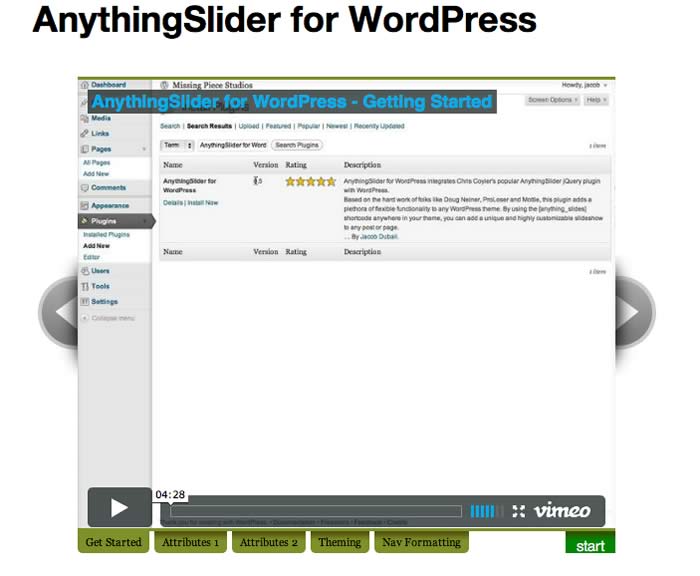 AnythingSlider for WordPress
Dashboard
Missing Piece Studios
Howdy, jacob
AnythingSlider for WordPress - Getting Started
Screen Options
Help
Media
Links
Search | Search Results | Upload | Featured | Popular | Newest | Recently Updated
Pages
Term AnythingSlider for Word Search Plugins
1 item
All Pages
Add New
Name Version Rating Description
Comments
Appearance
Plugins
AnythingSlider for WordPress
Details | Install Now
AnythingSlider for WordPress integrates Chris Coyier's popular AnythingSlider jQuery plugin
with WordPress.
Based on the hard work of folks like Doug Neiner, ProLoser and Mottie, this plugin adds a
plethora of flexible functionality to any WordPress theme. By using the [anything_slides]
shortcode anywhere in your theme, you can add a unique and highly customizable slideshow
to any post or page.
By Jacob Dubail.
Installed Plugins
Add New
Editor
Name Version Rating Description
Users
1 item
Tools
Settings
Collapse menu
04:28
vimeo
Thank you for creating with WordPress. • Documentation • Freedoms • Feedback • Credits
Get Started
Attributes 1
Attributes 2
Theming
Nav Formatting
start